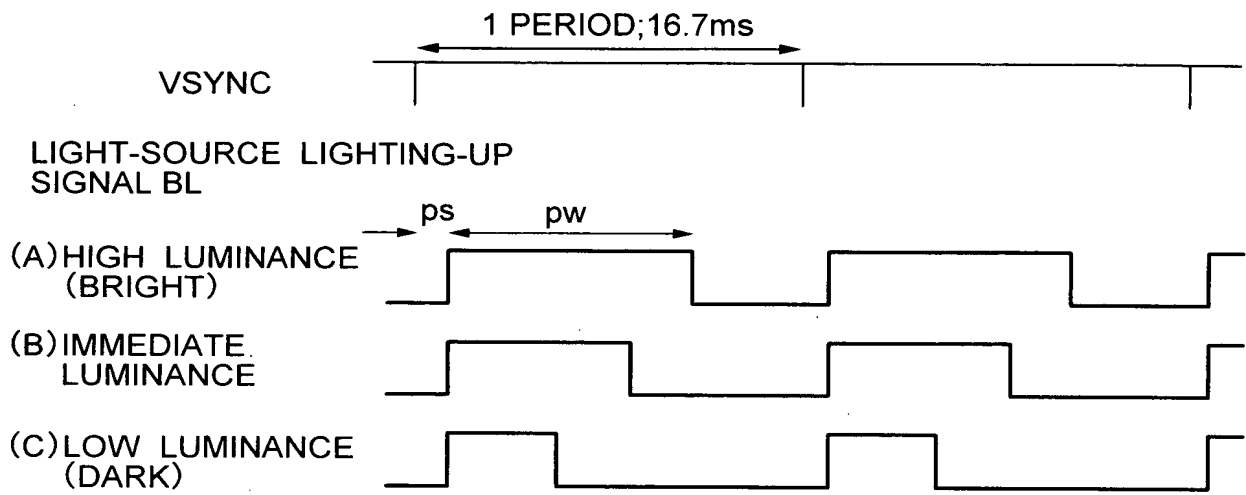 1 PERIOD;16.7ms
VSYNC
LIGHT-SOURCE LIGHTING-UP
SIGNAL BL
ps
pw
(A) HIGH LUMINANCE
(BRIGHT)
(B) IMMEDIATE
LUMINANCE
(C) LOW LUMINANCE
(DARK)